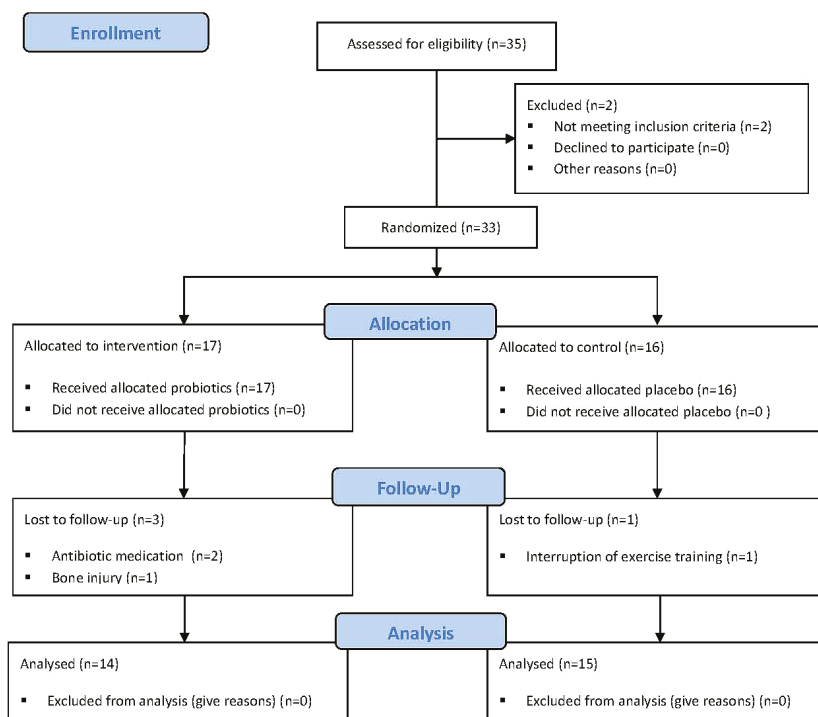 Enrollment
Assessed for eligibility (n=35)
Excluded (n=2)
▪ Not meeting inclusion criteria (n=2)
▪ Declined to participate (n=0)
▪ Other reasons (n=0)
Randomized (n=33)
Allocation
Allocated to intervention (n=17)
▪ Received allocated probiotics (n=17)
▪ Did not receive allocated probiotics (n=0)
Allocated to control (n=16)
▪ Received allocated placebo (n=16)
▪ Did not receive allocated placebo (n=0 )
Follow-Up
Lost to follow-up (n=3)
▪ Antibiotic medication (n=2)
▪ Bone injury (n=1)
Lost to follow-up (n=1)
▪ Interruption of exercise training (n=1)
Analysis
Analysed (n=14)
▪ Excluded from analysis (give reasons) (n=0)
Analysed (n=15)
▪ Excluded from analysis (give reasons) (n=0)